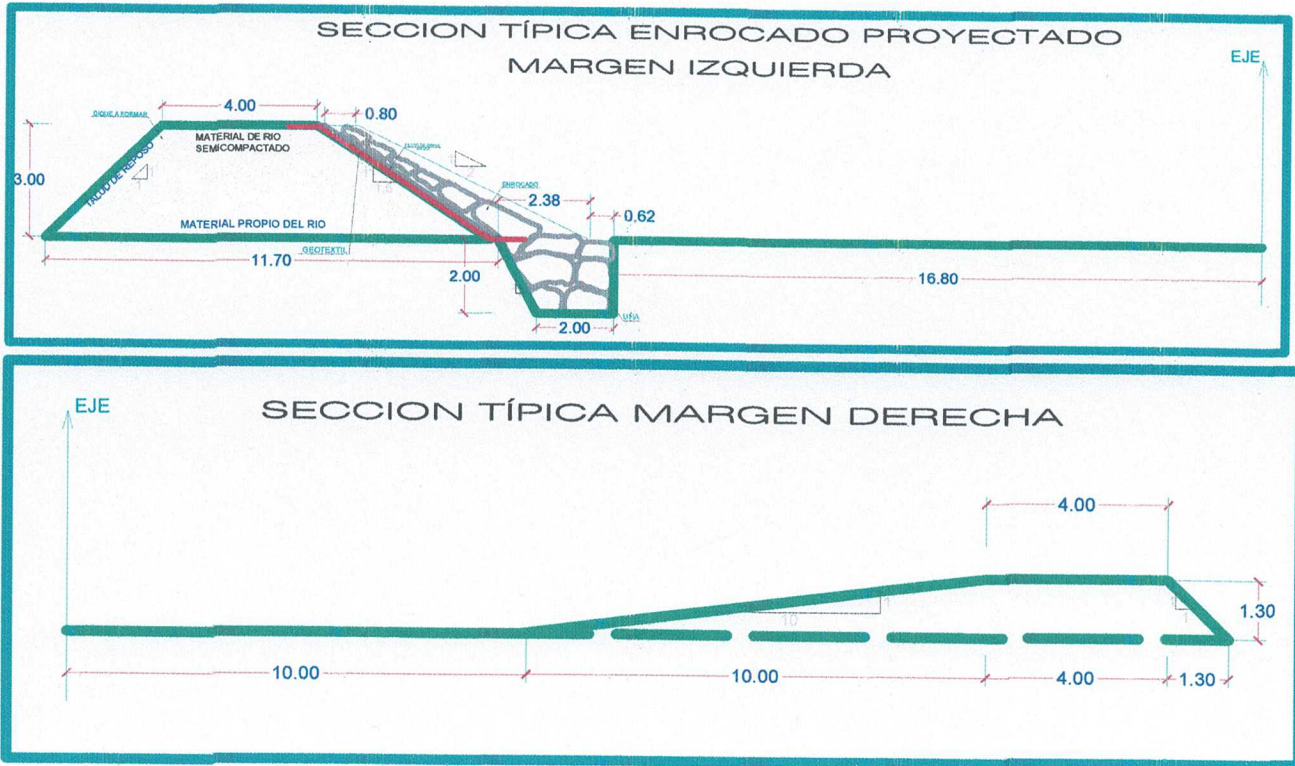 SECCION TÍPICA ENROCADO PROYECTADO
MARGEN IZQUIERDA
EJE
4.00
0.80
DIQUE A FORMAR
MATERIAL DE RIO
SEMICOMPACTADO
TALUD DE REPOSO
1
3.00
2
ENROCADO
2.38
0.62
MATERIAL PROPIO DEL RIO
GEOTEXTIL
11.70
2.00
16.80
2.00
UÑA
EJE
SECCION TÍPICA MARGEN DERECHA
4.00
1
10
1
1.30
10.00
10.00
4.00
1.30